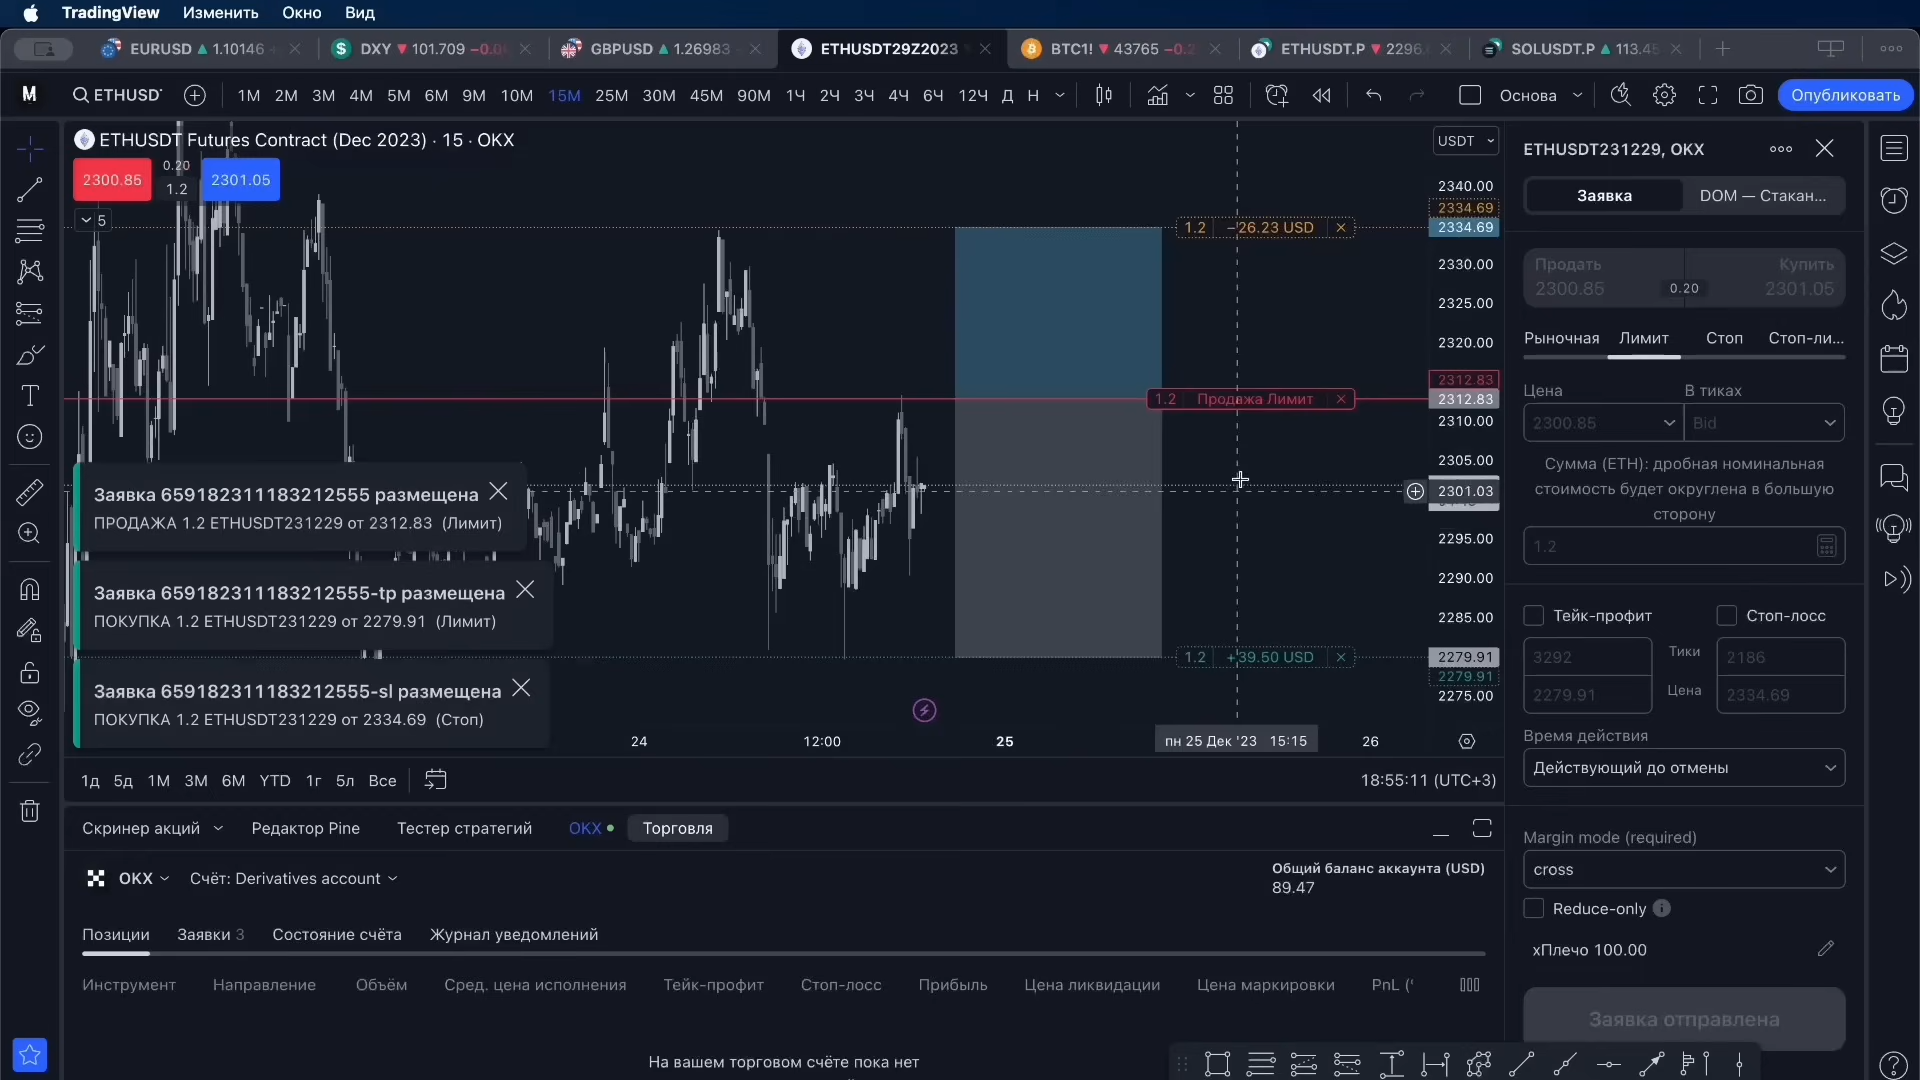 TradingView Изменить Окно Вид
EURUSD 1.10146
DXY 101.709
GBPUSD 1.26983
ETHUSDT29Z2023
BTC1! 43765
ETHUSDT.P 2296
SOLUSDT.P 113.45
ETHUSD
1М 2М 3М 4М 5М 6М 9М 10М 15М 25М 30М 45М 90М 1Ч 2Ч 3Ч 4Ч 6Ч 12Ч Д Н
Основа
Опубликовать
ETHUSDT Futures Contract (Dec 2023) · 15 · OKX
2300.85 0.20 1.2 2301.05
5
USDT
2340.00
2334.69
2334.69
2330.00
2325.00
2320.00
2312.83
2312.83
2310.00
2305.00
2301.03
2295.00
2290.00
2285.00
2279.91
2279.91
2275.00
1.2 −26.23 USD
1.2 Продажа Лимит
1.2 +39.50 USD
Заявка 659182311183212555 размещена
ПРОДАЖА 1.2 ETHUSDT231229 от 2312.83 (Лимит)
Заявка 659182311183212555-tp размещена
ПОКУПКА 1.2 ETHUSDT231229 от 2279.91 (Лимит)
Заявка 659182311183212555-sl размещена
ПОКУПКА 1.2 ETHUSDT231229 от 2334.69 (Стоп)
24 12:00 25 пн 25 Дек '23 15:15 26
1д 5д 1М 3М 6М YTD 1г 5л Все
18:55:11 (UTC+3)
Скринер акций Редактор Pine Тестер стратегий OKX Торговля
OKX Счёт: Derivatives account
Общий баланс аккаунта (USD)
89.47
Позиции Заявки 3 Состояние счёта Журнал уведомлений
Инструмент Направление Объём Сред. цена исполнения Тейк-профит Стоп-лосс Прибыль Цена ликвидации Цена маркировки PnL (
На вашем торговом счёте пока нет
ETHUSDT231229, OKX
Заявка DOM — Стакан...
Продать Купить
2300.85 0.20 2301.05
Рыночная Лимит Стоп Стоп-ли...
Цена В тиках
2300.85 Bid
Сумма (ETH): дробная номинальная
стоимость будет округлена в большую
сторону
1.2
Тейк-профит Стоп-лосс
3292 Тики 2186
2279.91 Цена 2334.69
Время действия
Действующий до отмены
Margin mode (required)
cross
Reduce-only
xПлечо 100.00
Заявка отправлена